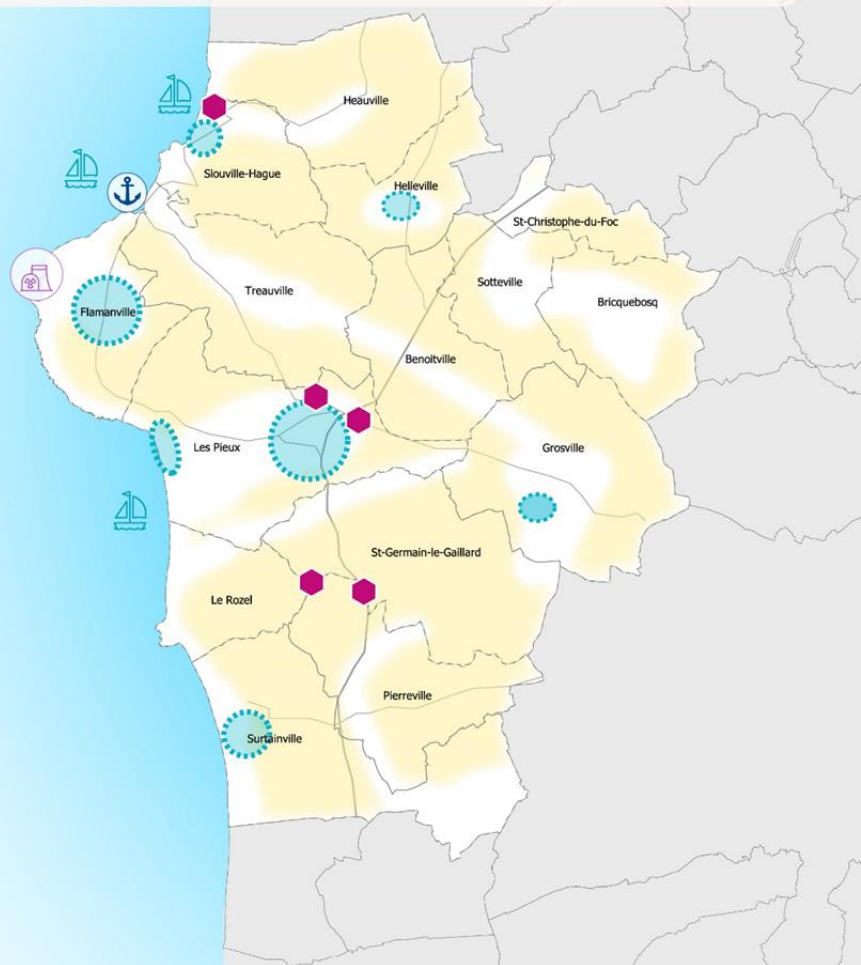 Heauville
Siouville-Hague
Helleville
St-Christophe-du-Foc
Sotteville
Treauville
Bricquebosq
Flamanville
Benoitville
Les Pieux
Grosville
St-Germain-le-Gaillard
Le Rozel
Pierreville
Surtainville